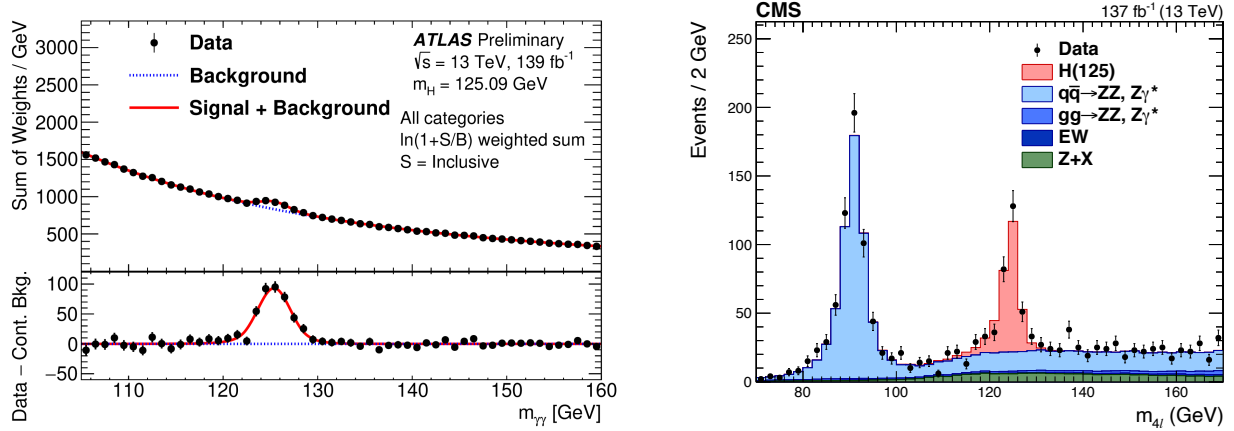 ATLAS Preliminary
√s = 13 TeV, 139 fb⁻¹
m_H = 125.09 GeV
All categories
ln(1+S/B) weighted sum
S = Inclusive
Data
Background
Signal + Background
Sum of Weights / GeV
3000
2500
2000
1500
1000
500
Data − Cont. Bkg.
100
50
0
−50
110 120 130 140 150 160
m_γγ [GeV]
CMS 137 fb⁻¹ (13 TeV)
Data
H(125)
qq̄→ZZ, Zγ*
gg→ZZ, Zγ*
EW
Z+X
Events / 2 GeV
250
200
150
100
50
0
80 100 120 140 160
m_4l (GeV)